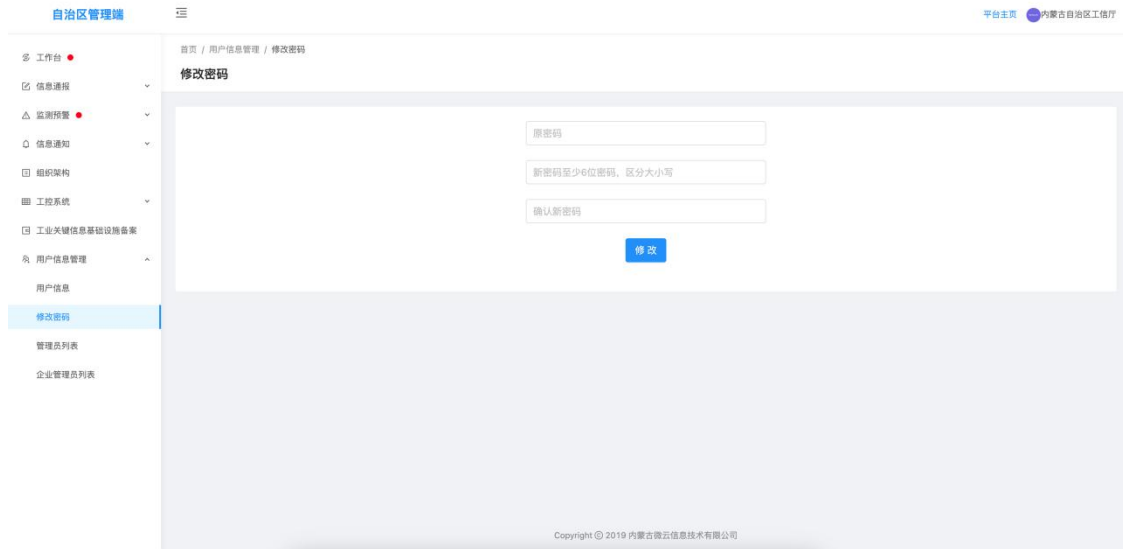 自治区管理端
平台主页
内蒙古自治区工信厅
首页 / 用户信息管理 / 修改密码
修改密码
工作台
信息通报
监测预警
信息通知
组织架构
工控系统
工业关键信息基础设施备案
用户信息管理
用户信息
修改密码
管理员列表
企业管理员列表
原密码
新密码至少6位密码，区分大小写
确认新密码
修 改
Copyright © 2019 内蒙古微云信息技术有限公司